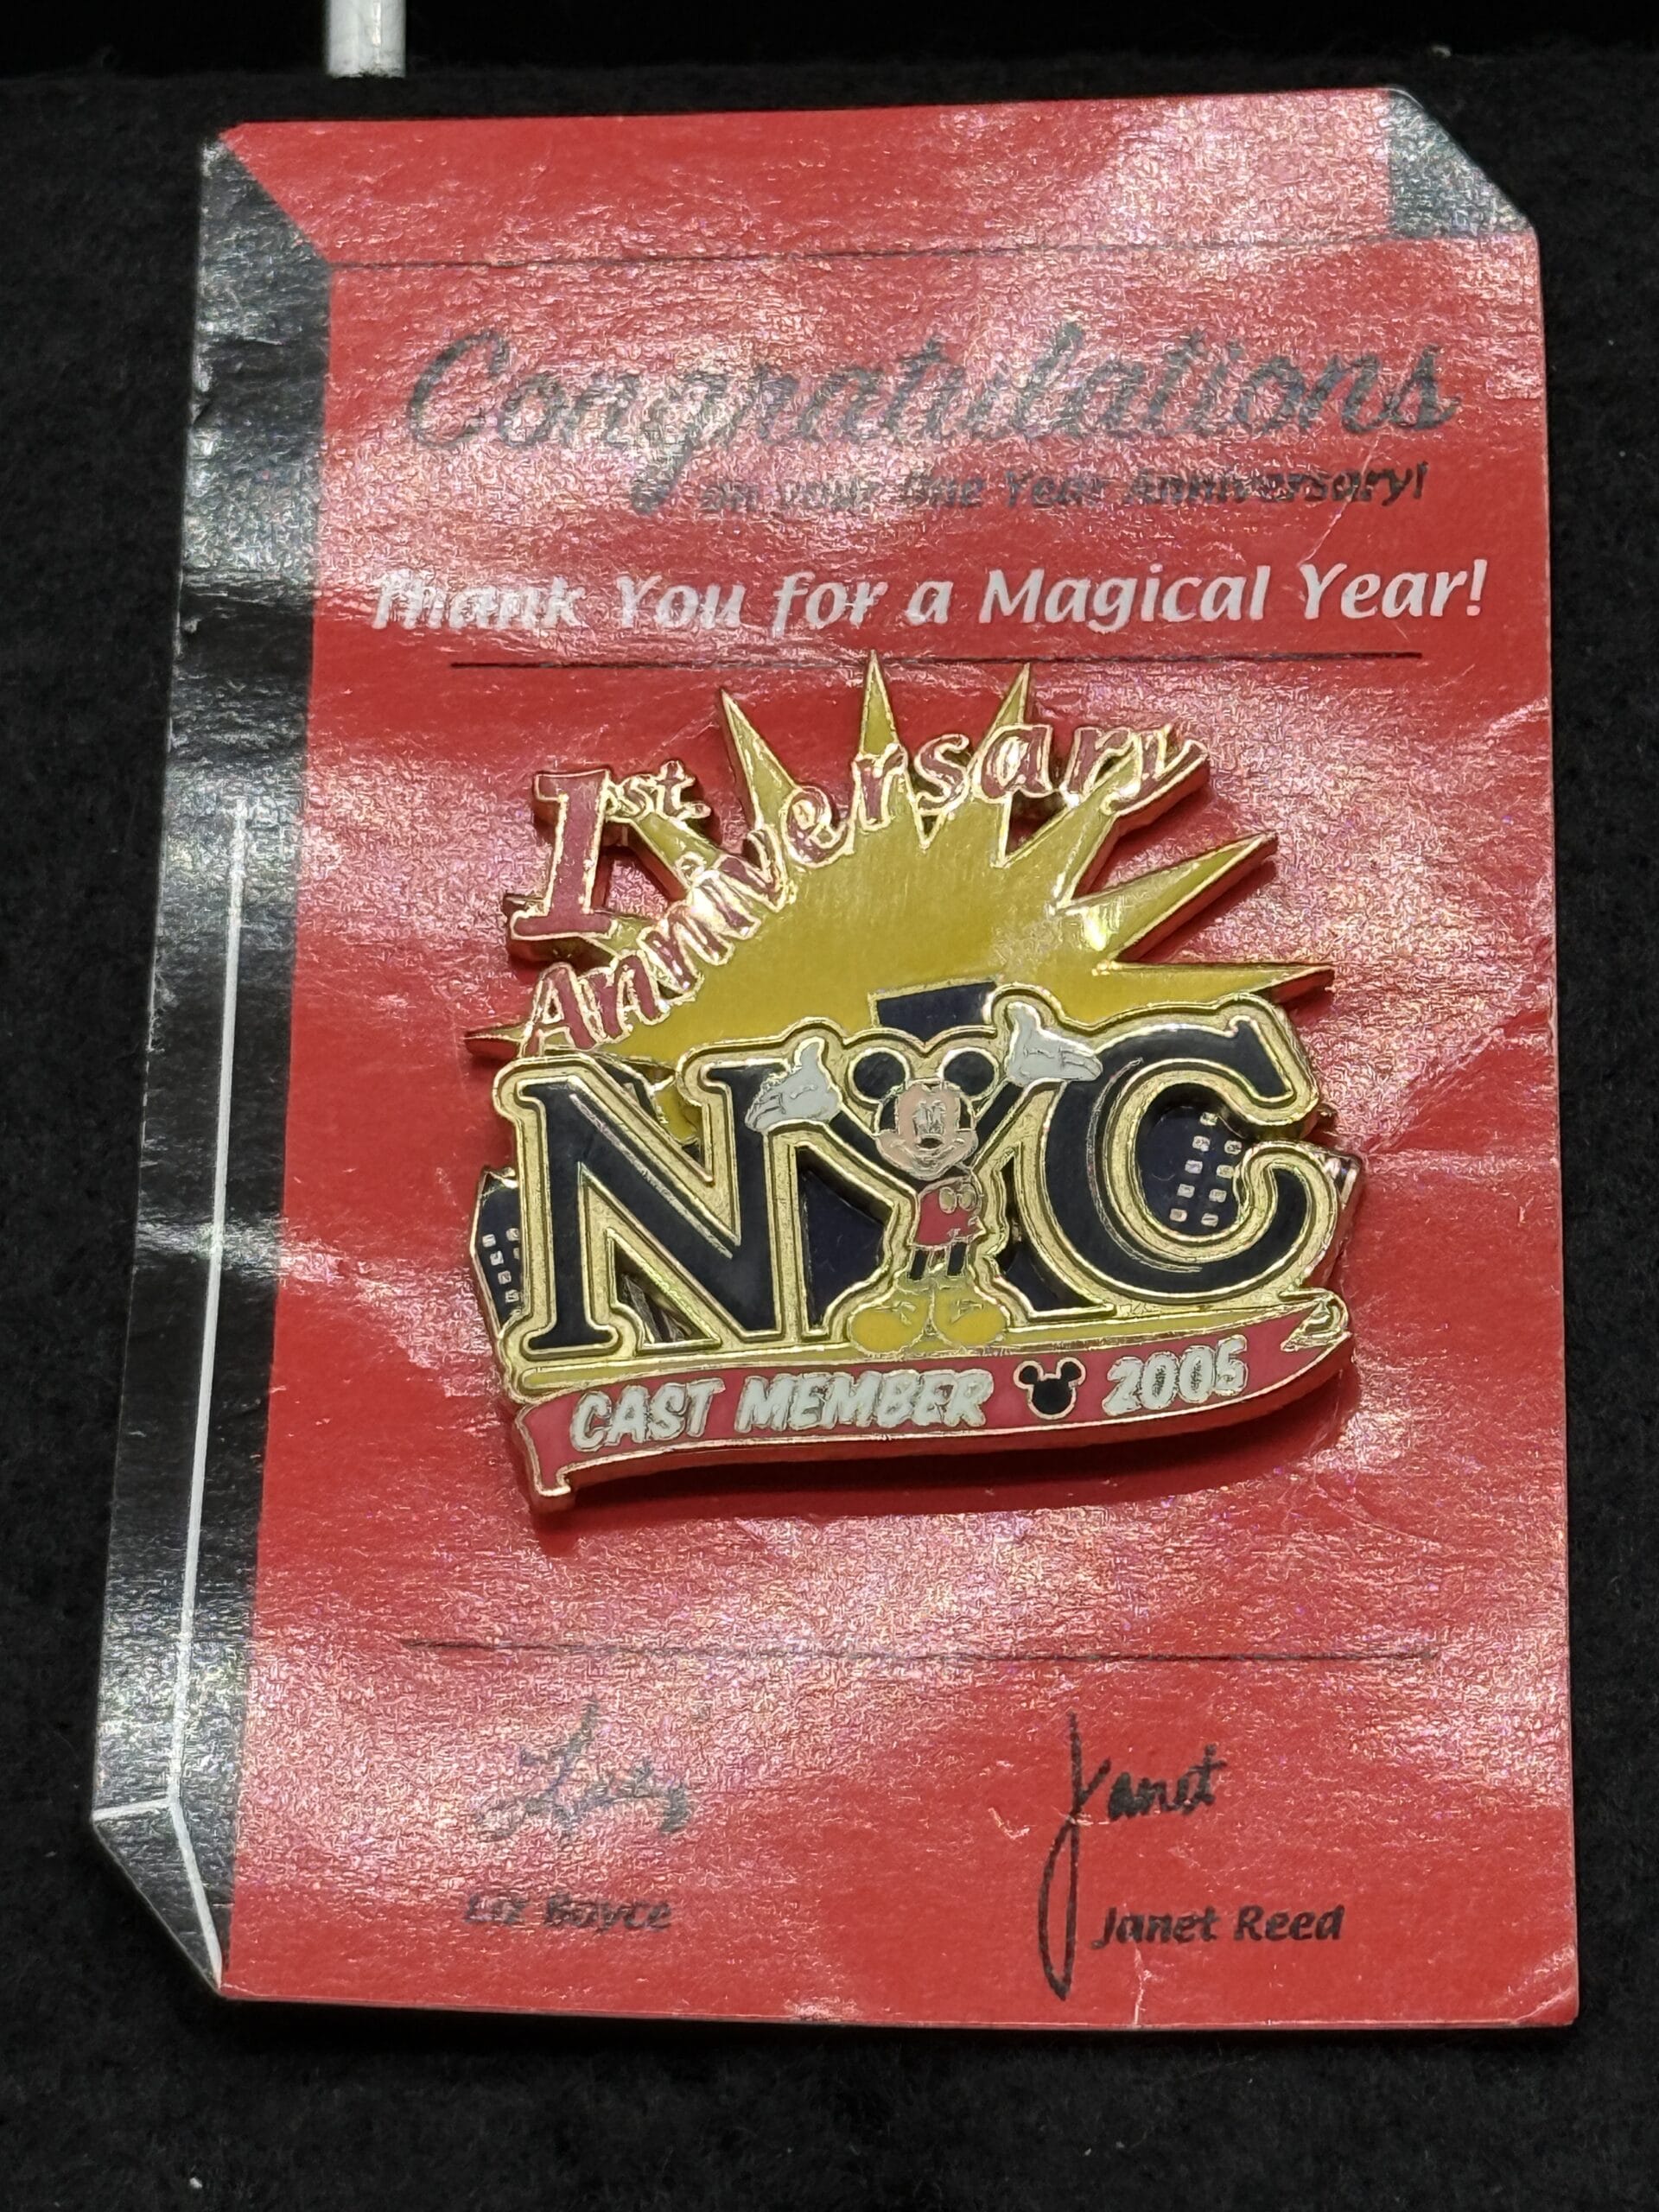 Congratulations
on your One Year Anniversary!
Thank You for a Magical Year!
1st
Anniversary
NYC
CAST MEMBER 2005
Liz
Janet
Liz Boyce
Janet Reed